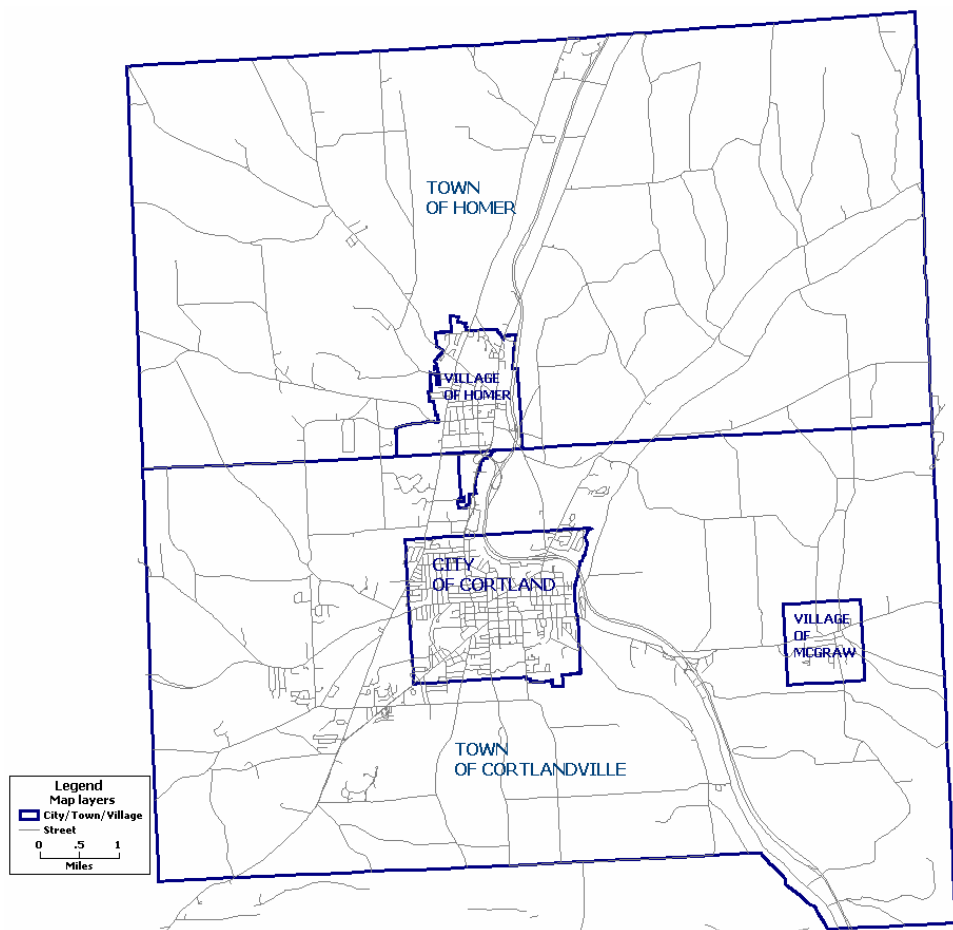 TOWN
OF HOMER
VILLAGE
OF HOMER
CITY
OF CORTLAND
VILLAGE
OF
MCGRAW
TOWN
OF CORTLANDVILLE
Legend
Map layers
City/Town/Village
Street
0 .5 1
Miles